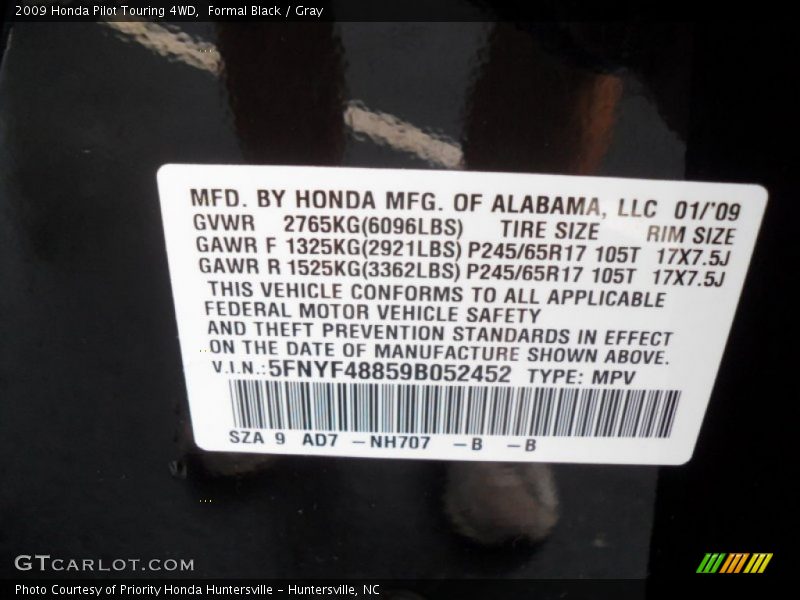 2009 Honda Pilot Touring 4WD,  Formal Black / Gray
MFD. BY HONDA MFG. OF ALABAMA, LLC 01/'09
GVWR 2765KG(6096LBS) TIRE SIZE RIM SIZE
GAWR F 1325KG(2921LBS) P245/65R17 105T 17X7.5J
GAWR R 1525KG(3362LBS) P245/65R17 105T 17X7.5J
THIS VEHICLE CONFORMS TO ALL APPLICABLE
FEDERAL MOTOR VEHICLE SAFETY
AND THEFT PREVENTION STANDARDS IN EFFECT
ON THE DATE OF MANUFACTURE SHOWN ABOVE.
V.I.N.:5FNYF48859B052452 TYPE: MPV
SZA 9 AD7 -NH707 -B -B
GTCARLOT.COM
Photo Courtesy of Priority Honda Huntersville - Huntersville, NC